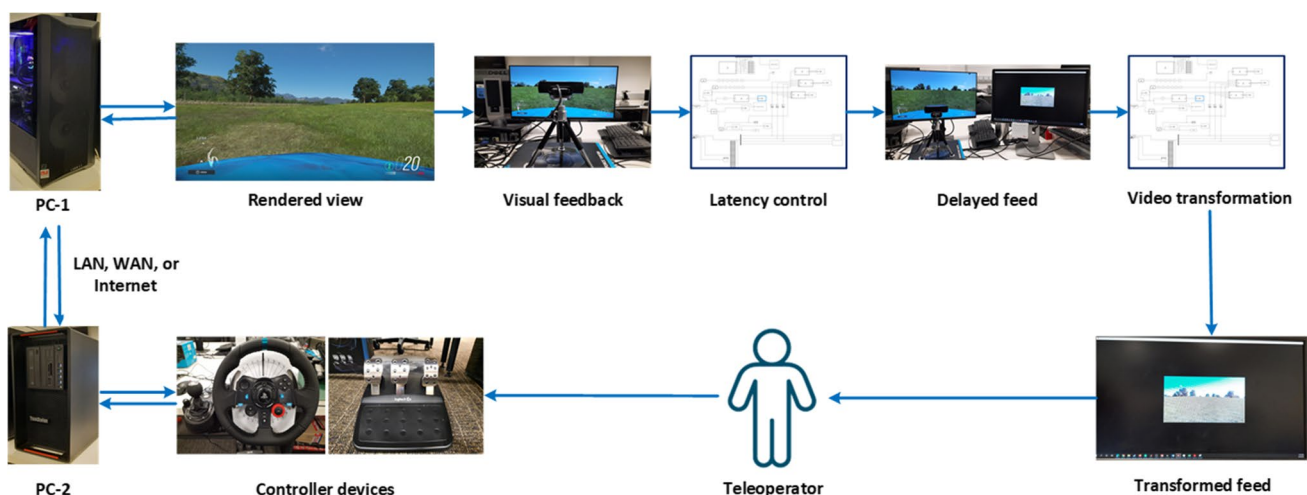 20
PC-1
Rendered view
Visual feedback
Latency control
Delayed feed
Video transformation
LAN, WAN, or
Internet
PC-2
Controller devices
Teleoperator
Transformed feed